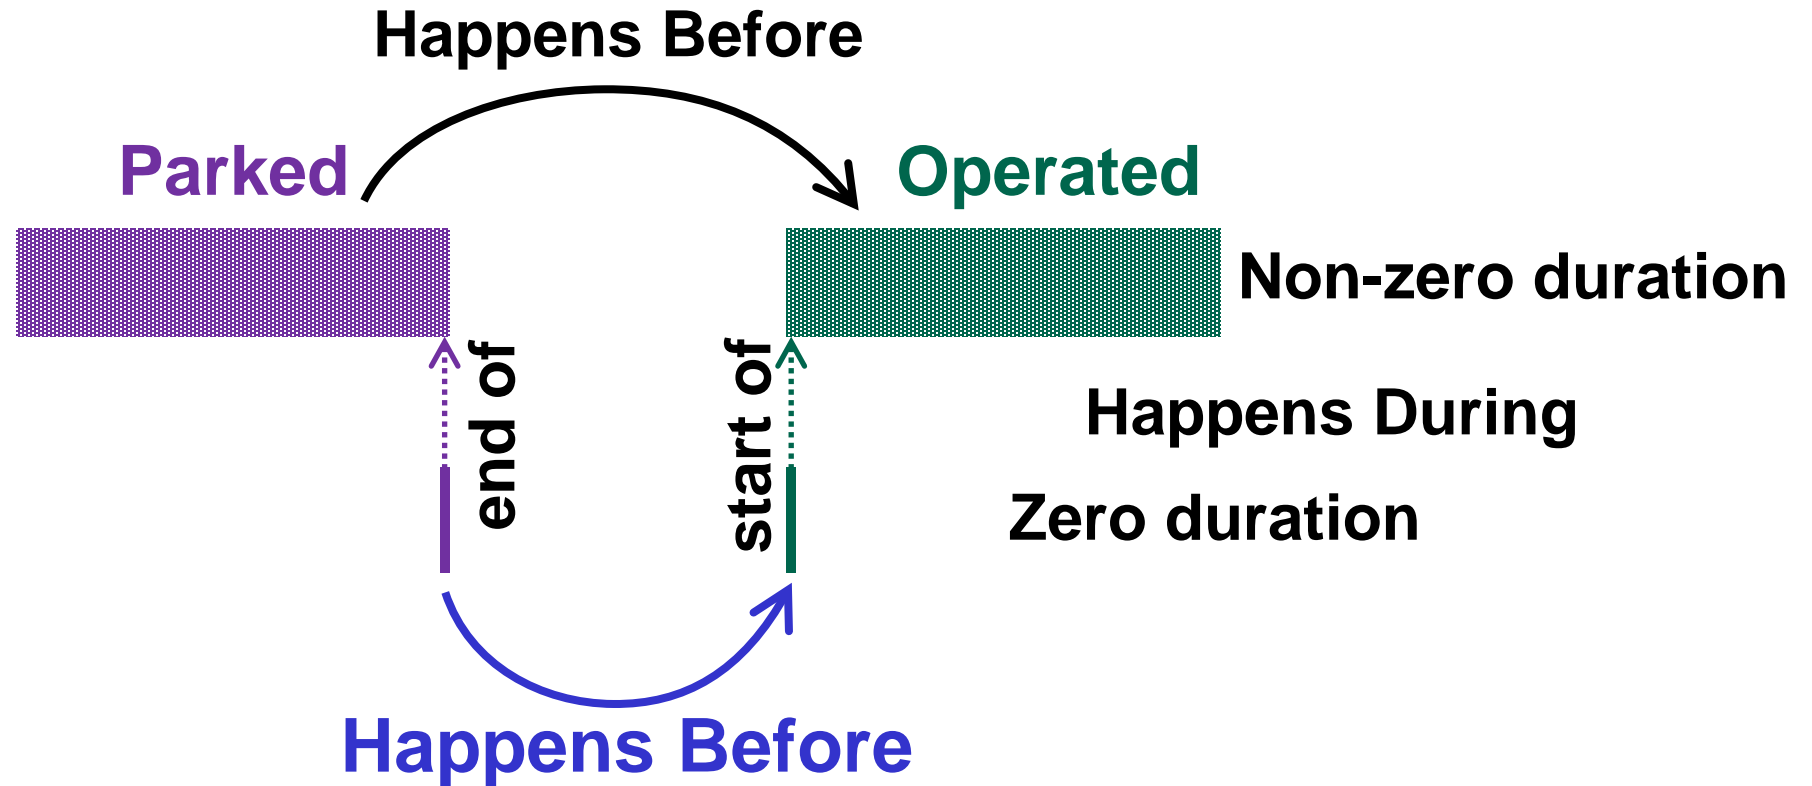 Happens Before
Parked
Operated
Non-zero duration
end of
start of
Happens During
Zero duration
Happens Before